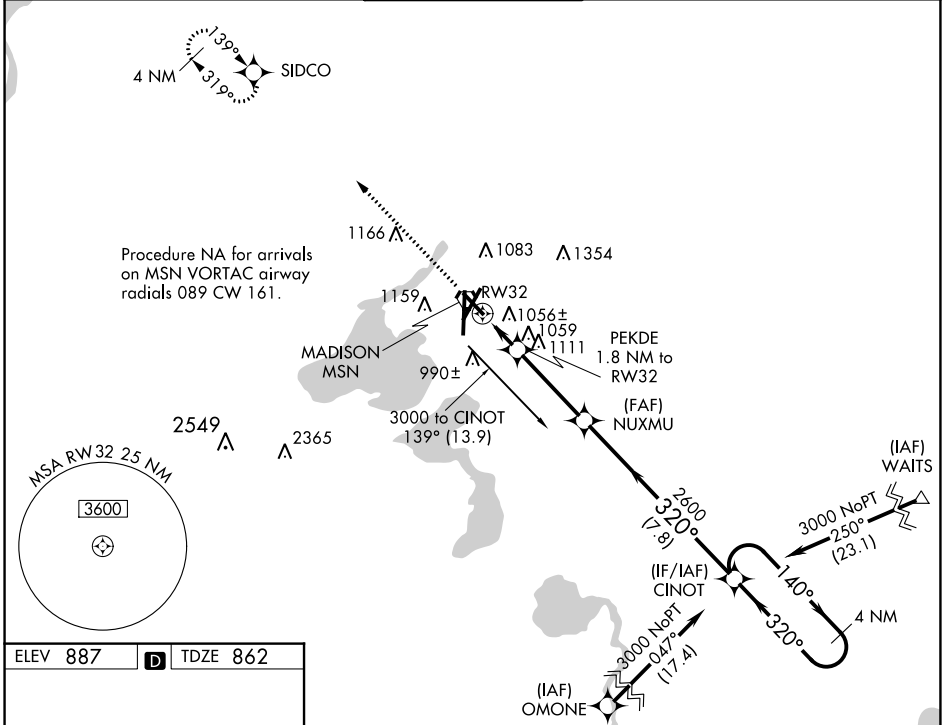 139°
4 NM
SIDCO
319°
1166
1083
1354
Procedure NA for arrivals
on MSN VORTAC airway
radials 089 CW 161.
1159
RW32
1056±
1059
1111
MADISON
MSN
990±
PEKDE
1.8 NM to
RW32
3000 to CINOT
139° (13.9)
(FAF)
NUXMU
2549
2365
MSA RW32 25 NM
3600
(IAF)
WAITS
2600
320°
(7.8)
3000 NoPT
250°
(23.1)
(IF/IAF)
CINOT
140°
320°
4 NM
3000 NoPT
047°
(17.4)
(IAF)
OMONE
ELEV 887 D TDZE 862